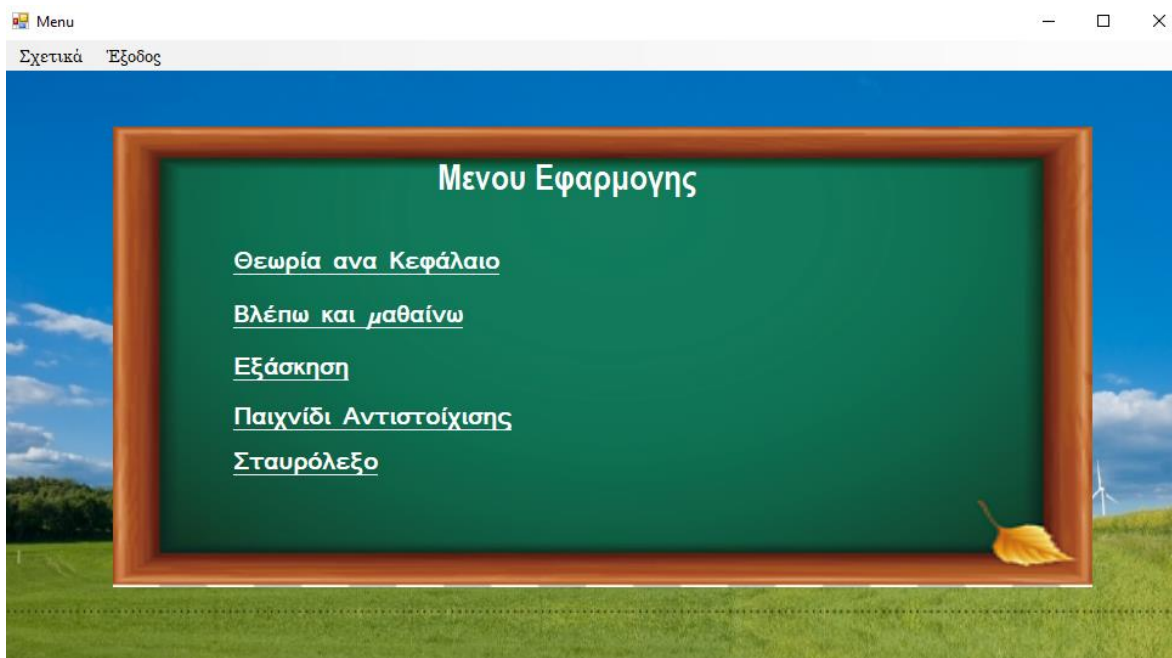 Menu
Σχετικά Έξοδος
Μενου Εφαρμογης
Θεωρία ανα Κεφάλαιο
Βλέπω και μαθαίνω
Εξάσκηση
Παιχνίδι Αντιστοίχισης
Σταυρόλεξο